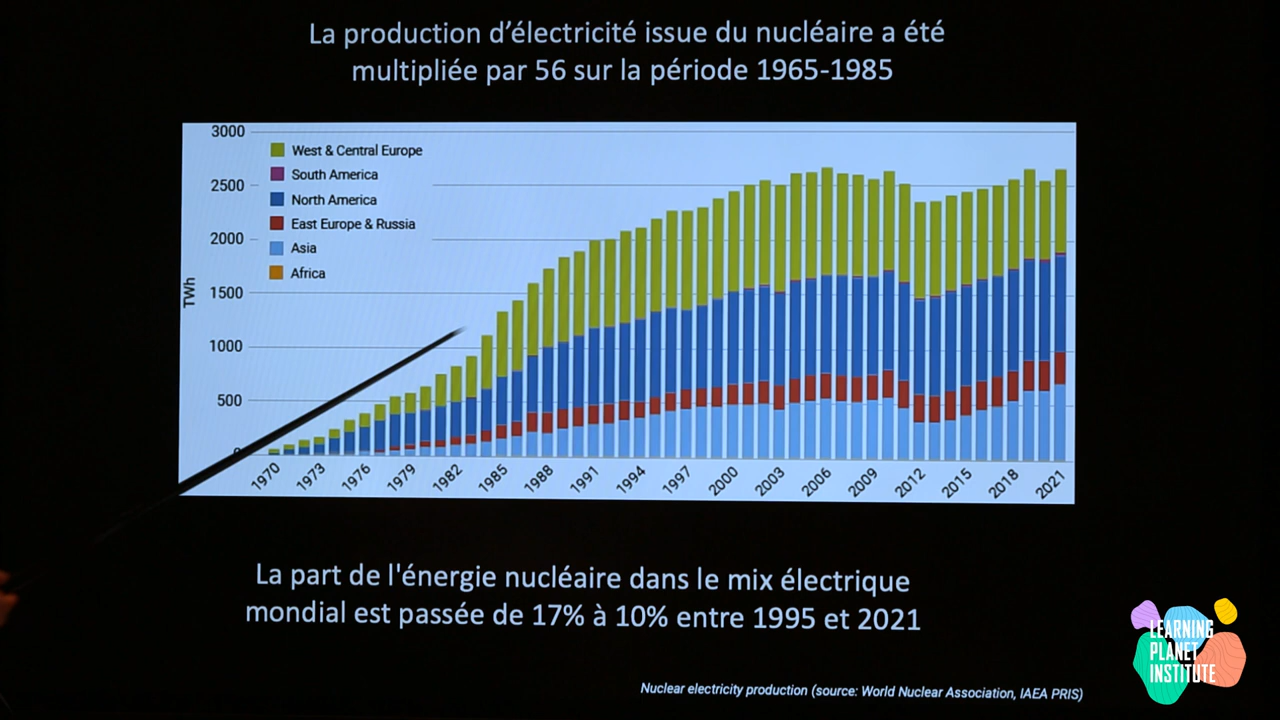 La production d’électricité issue du nucléaire a été
multipliée par 56 sur la période 1965-1985
3000
2500
2000
1500
1000
500
0
TWh
West & Central Europe
South America
North America
East Europe & Russia
Asia
Africa
1970
1973
1976
1979
1982
1985
1988
1991
1994
1997
2000
2003
2006
2009
2012
2015
2018
2021
La part de l'énergie nucléaire dans le mix électrique
mondial est passée de 17% à 10% entre 1995 et 2021
Nuclear electricity production (source: World Nuclear Association, IAEA PRIS)
LEARNING
PLANET
INSTITUTE